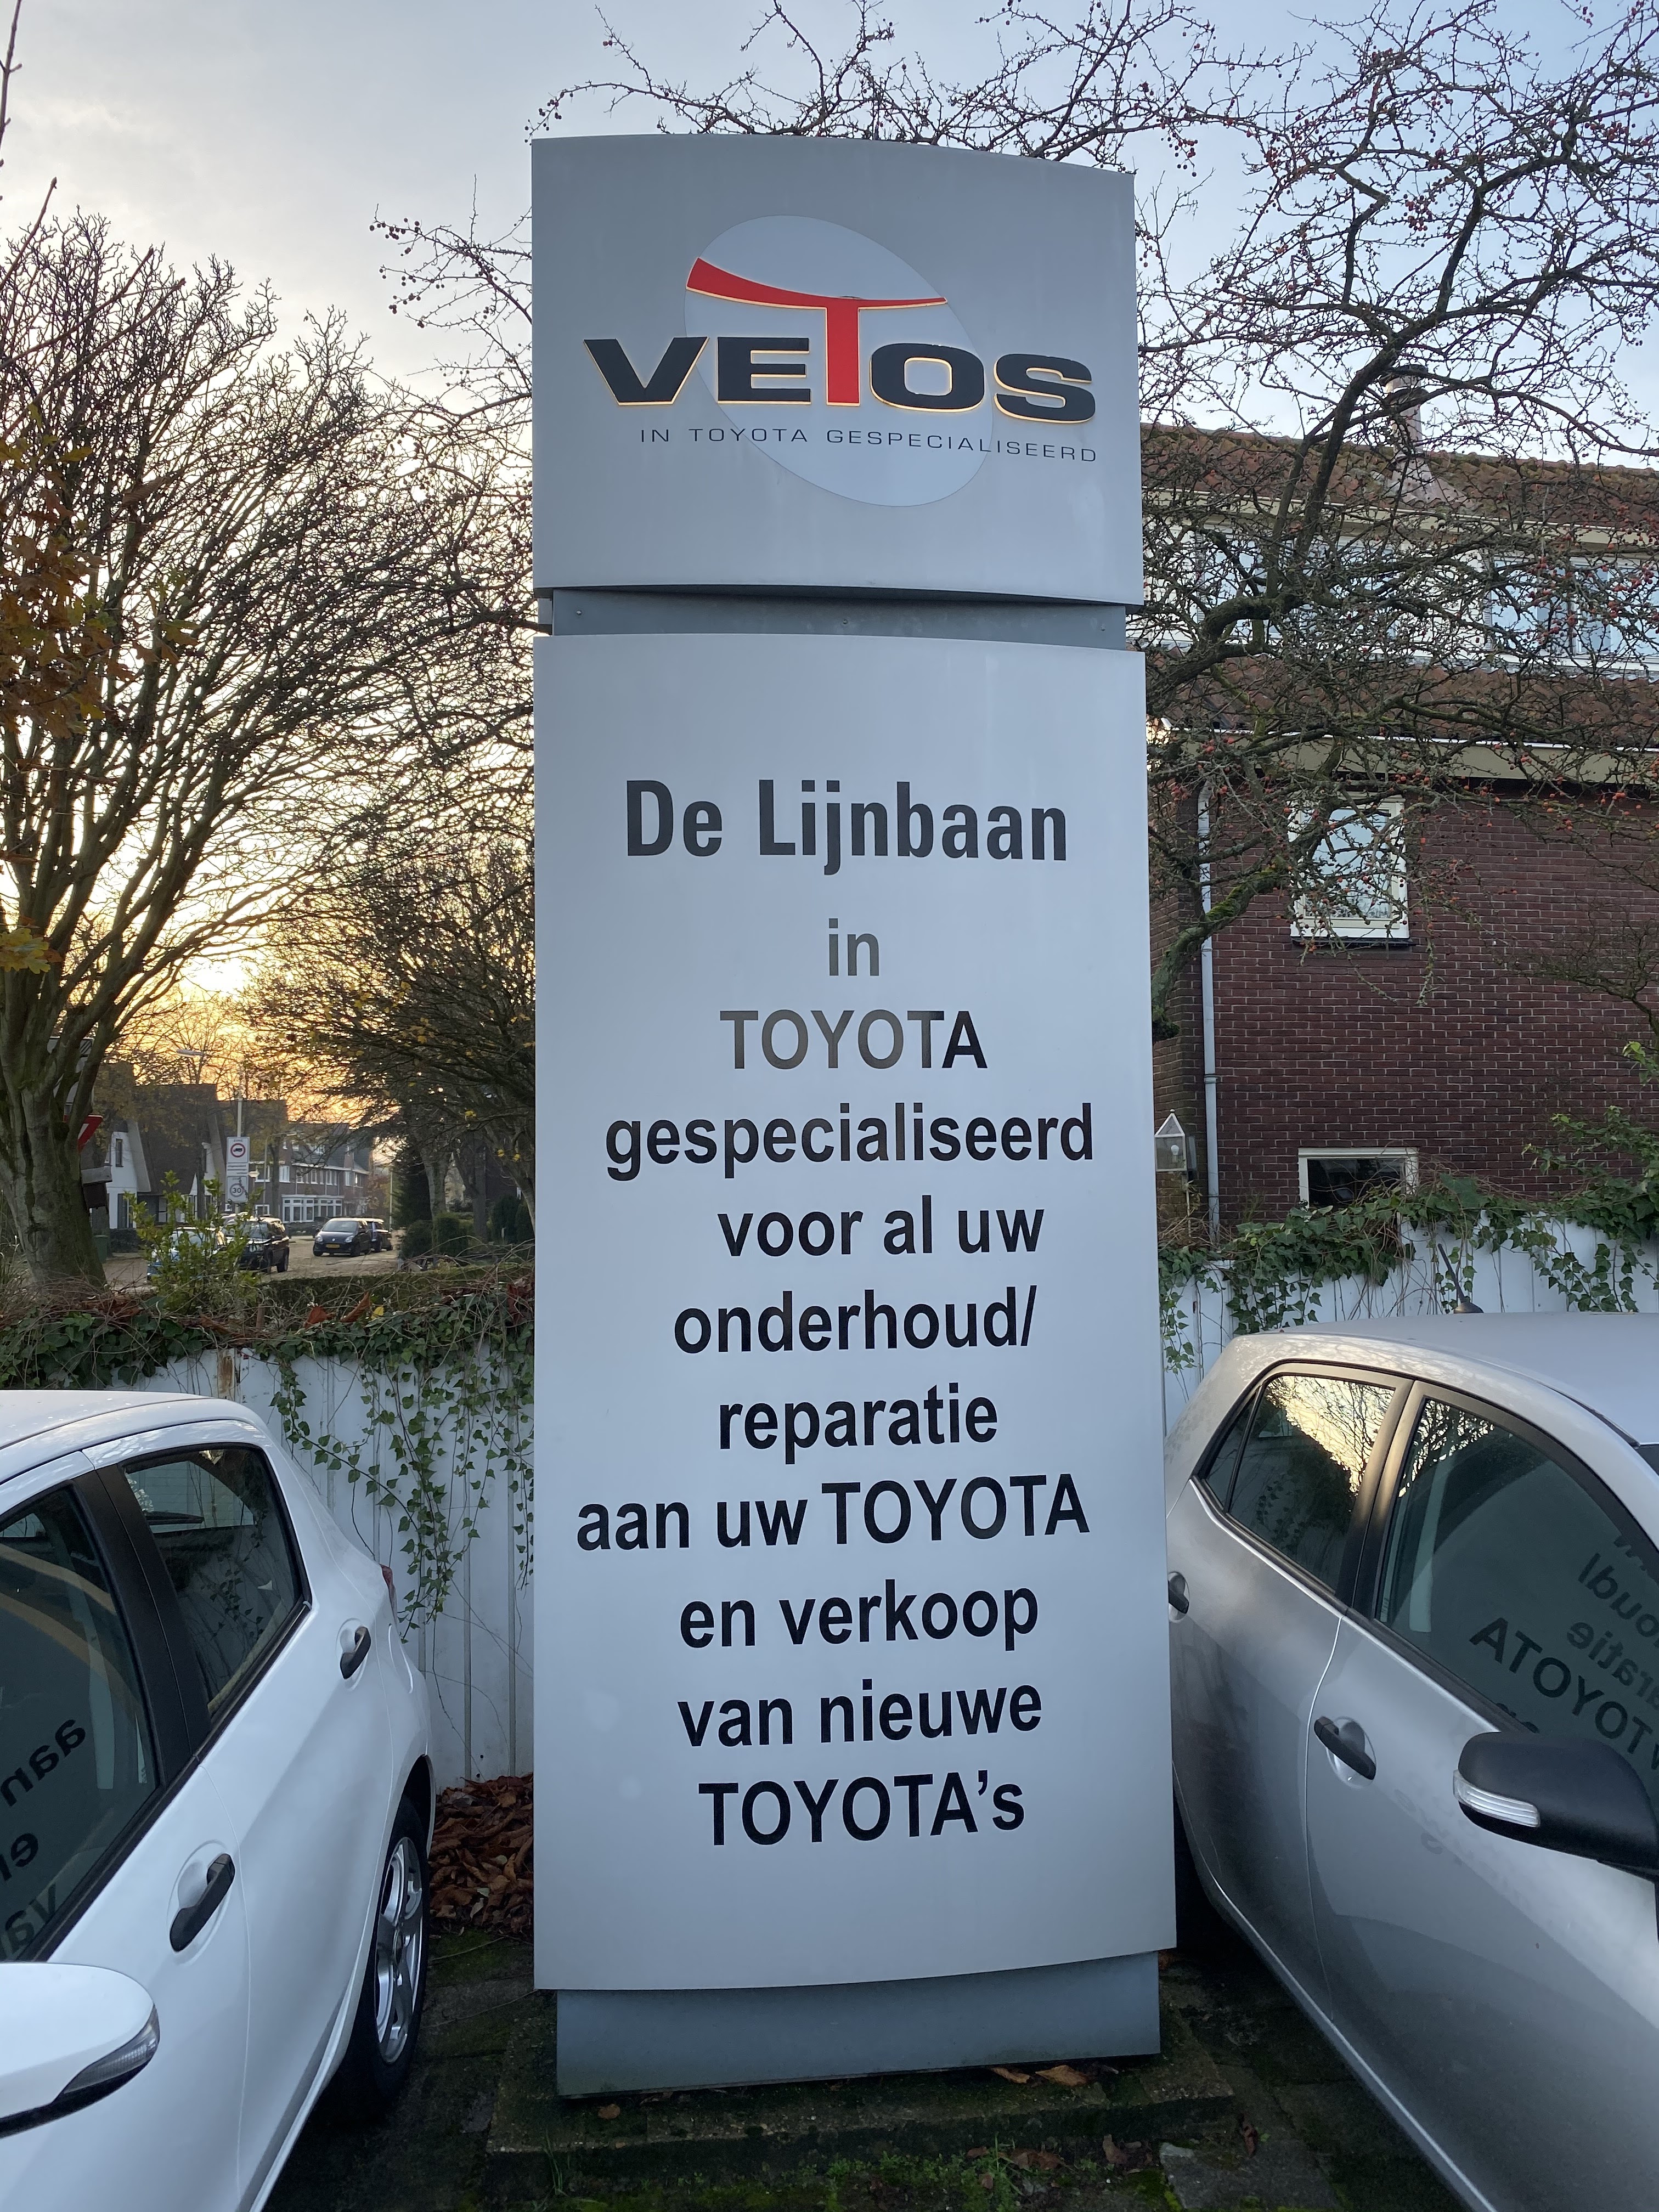 VETOS
IN TOYOTA GESPECIALISEERD
De Lijnbaan
in
TOYOTA
gespecialiseerd
voor al uw
onderhoud/
reparatie
aan uw TOYOTA
en verkoop
van nieuwe
TOYOTA's
30